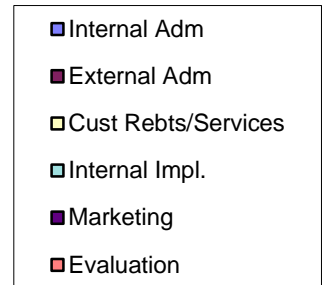 Internal Adm
External Adm
Cust Rebts/Services
Internal Impl.
Marketing
Evaluation